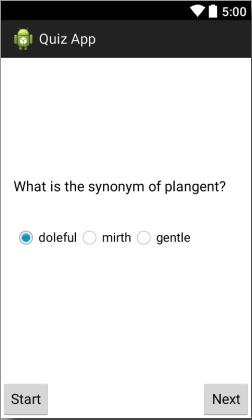 5:00
Quiz App
What is the synonym of plangent?
doleful mirth gentle
Start Next